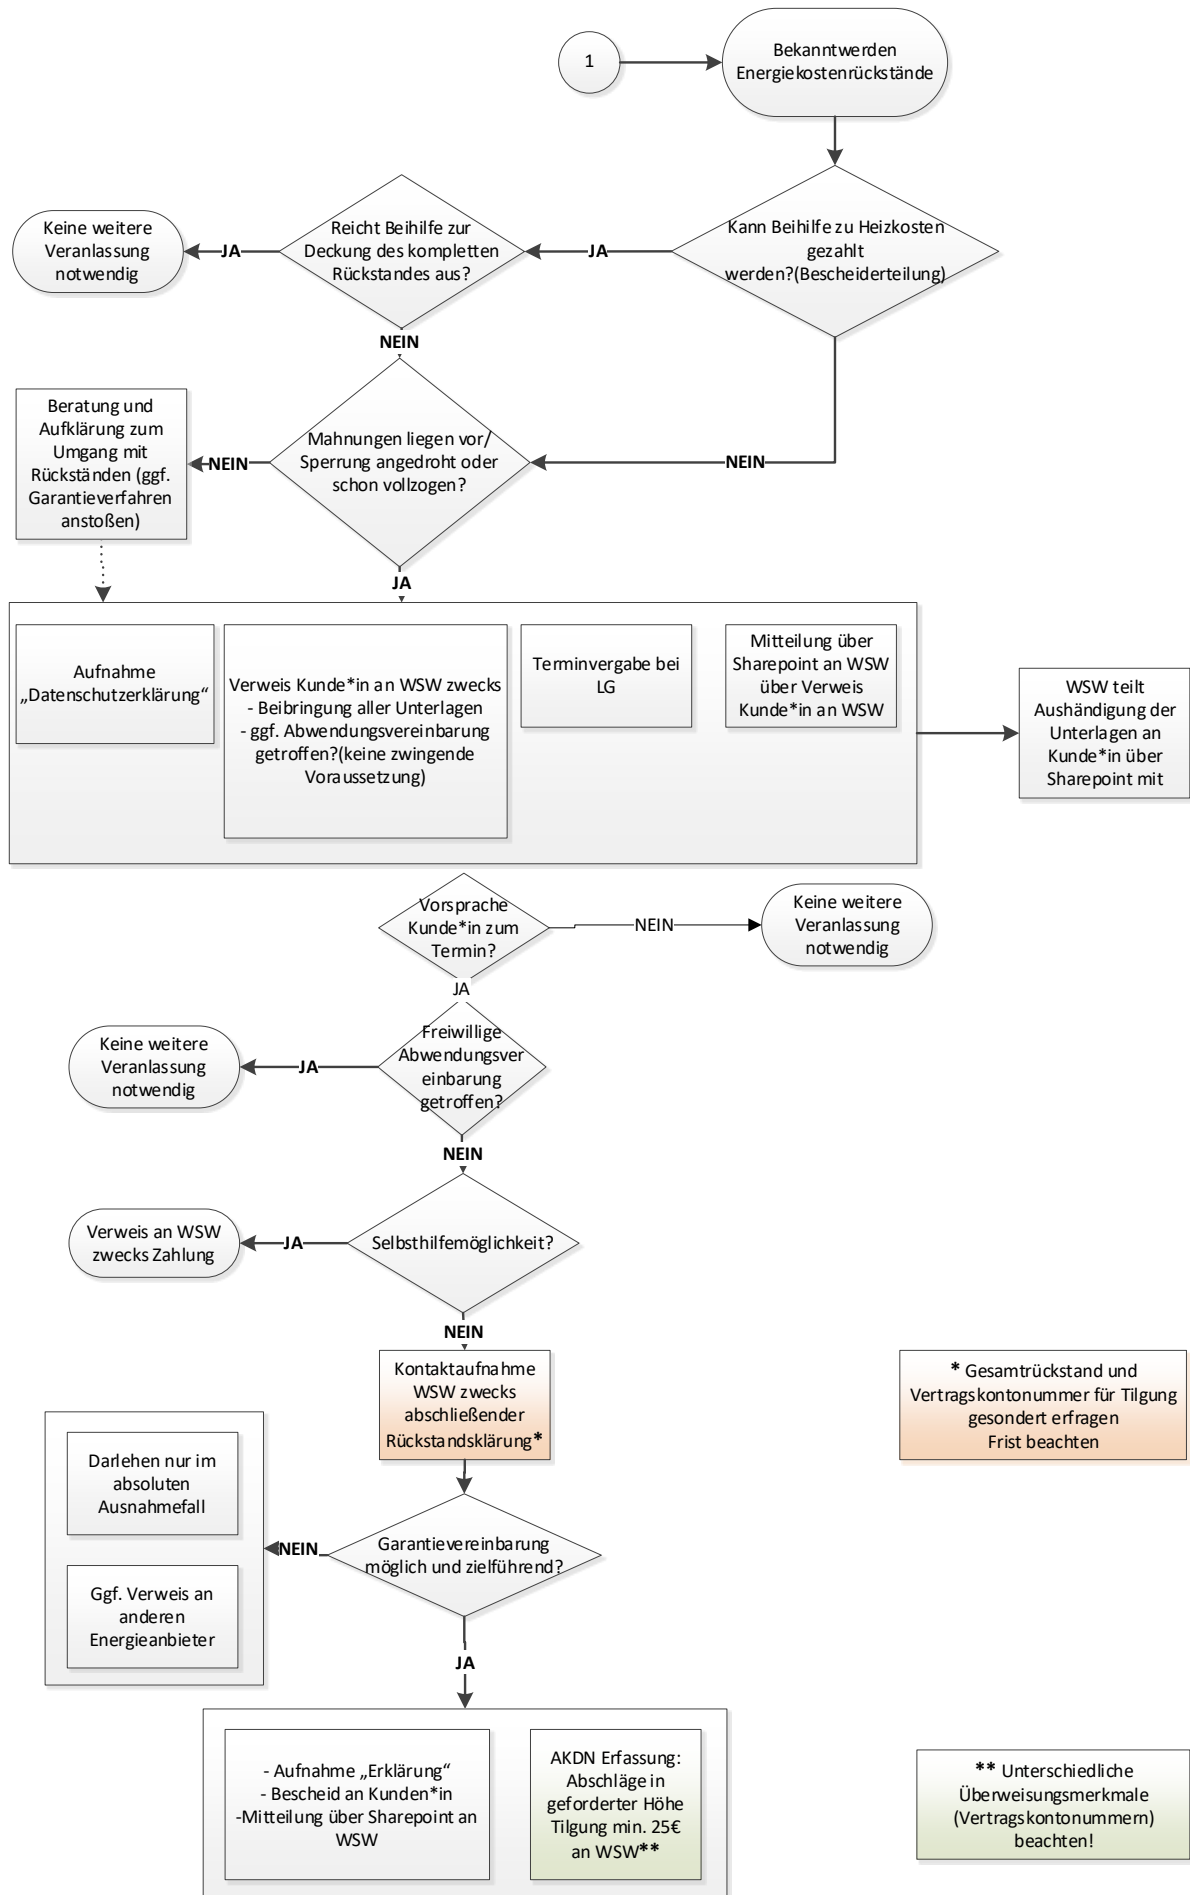 1
Bekanntwerden
Energiekostenrückstände
Kann Beihilfe zu Heizkosten
gezahlt
werden?(Bescheiderteilung)
JA
Reicht Beihilfe zur
Deckung des kompletten
Rückstandes aus?
JA
Keine weitere
Veranlassung
notwendig
NEIN
NEIN
Mahnungen liegen vor/
Sperrung angedroht oder
schon vollzogen?
NEIN
Beratung und
Aufklärung zum
Umgang mit
Rückständen (ggf.
Garantieverfahren
anstoßen)
JA
Aufnahme
„Datenschutzerklärung“
Verweis Kunde*in an WSW zwecks
- Beibringung aller Unterlagen
- ggf. Abwendungsvereinbarung
getroffen?(keine zwingende
Voraussetzung)
Terminvergabe bei
LG
Mitteilung über
Sharepoint an WSW
über Verweis
Kunde*in an WSW
WSW teilt
Aushändigung der
Unterlagen an
Kunde*in über
Sharepoint mit
Vorsprache
Kunde*in zum
Termin?
NEIN
Keine weitere
Veranlassung
notwendig
JA
Freiwillige
Abwendungsver
einbarung
getroffen?
JA
Keine weitere
Veranlassung
notwendig
NEIN
Selbsthilfemöglichkeit?
JA
Verweis an WSW
zwecks Zahlung
NEIN
Kontaktaufnahme
WSW zwecks
abschließender
Rückstandsklärung*
* Gesamtrückstand und
Vertragskontonummer für Tilgung
gesondert erfragen
Frist beachten
Garantievereinbarung
möglich und zielführend?
NEIN
Darlehen nur im
absoluten
Ausnahmefall
Ggf. Verweis an
anderen
Energieanbieter
JA
- Aufnahme „Erklärung“
- Bescheid an Kunden*in
-Mitteilung über Sharepoint an
WSW
AKDN Erfassung:
Abschläge in
geforderter Höhe
Tilgung min. 25€
an WSW**
** Unterschiedliche
Überweisungsmerkmale
(Vertragskontonummern)
beachten!